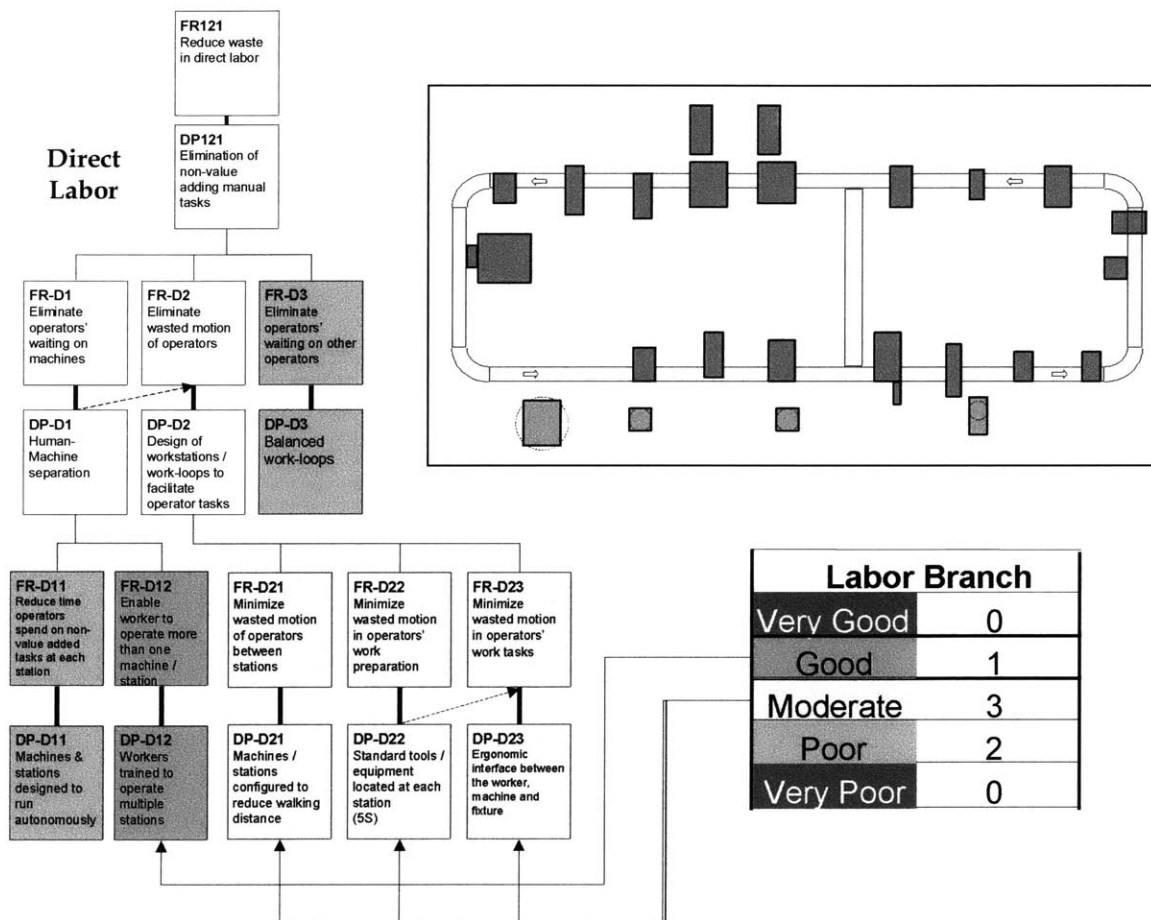 FR121
Reduce waste
in direct labor
DP121
Elimination of
non-value
adding manual
tasks
Direct
Labor
FR-D1
Eliminate
operators'
waiting on
machines
FR-D2
Eliminate
wasted motion
of operators
FR-D3
Eliminate
operators'
waiting on other
operators
DP-D1
Human-
Machine
separation
DP-D2
Design of
workstations /
work-loops to
facilitate
operator tasks
DP-D3
Balanced
work-loops
FR-D11
Reduce time
operators
spend on non-
value added
tasks at each
station
FR-D12
Enable
worker to
operate more
than one
machine /
station
FR-D21
Minimize
wasted motion
of operators
between
stations
FR-D22
Minimize
wasted motion
in operators'
work
preparation
FR-D23
Minimize
wasted motion
in operators'
work tasks
DP-D11
Machines &
stations
designed to
run
autonomously
DP-D12
Workers
trained to
operate
multiple
stations
DP-D21
Machines /
stations
configured to
reduce walking
distance
DP-D22
Standard tools /
equipment
located at each
station
(5S)
DP-D23
Ergonomic
interface between
the worker,
machine and
fixture
Labor Branch
Very Good 0
Good 1
Moderate 3
Poor 2
Very Poor 0